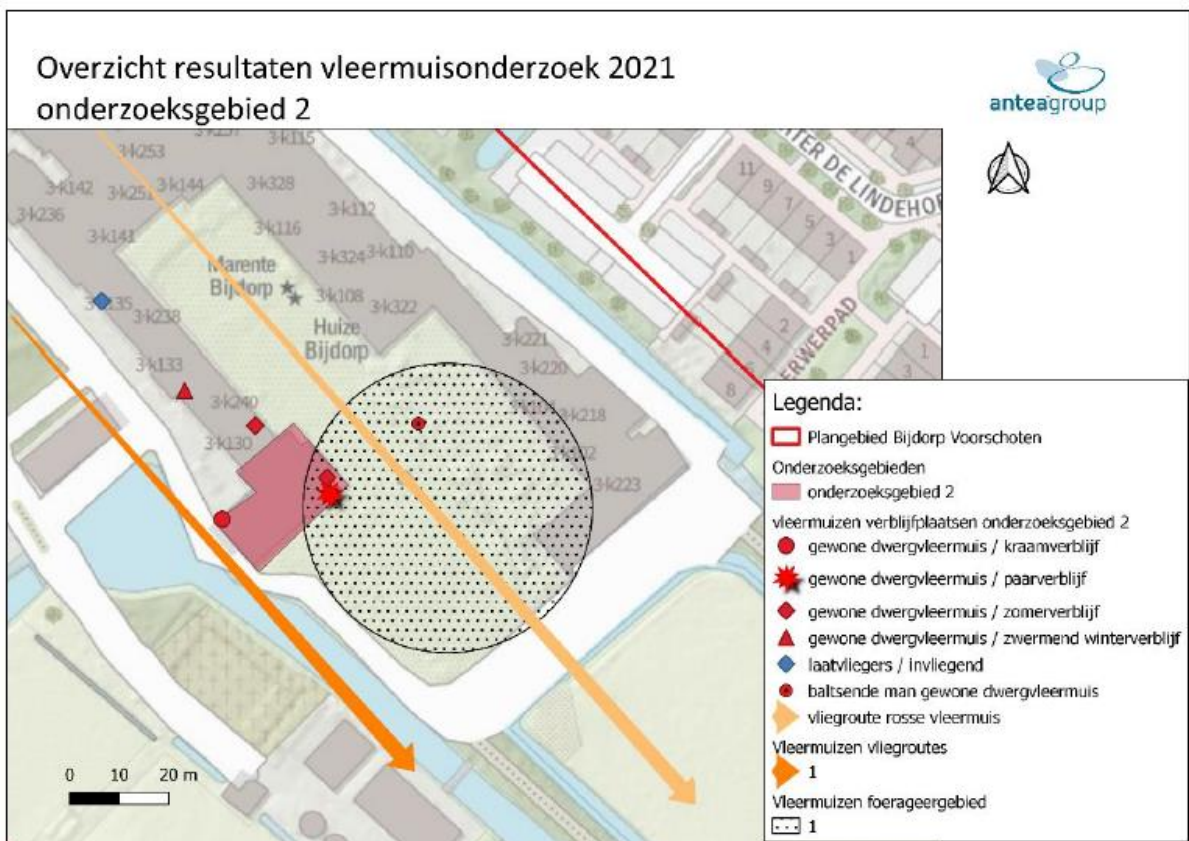 Overzicht resultaten vleermuisonderzoek 2021
onderzoeksgebied 2
anteagroup
3-k115
3-k253
3-k142
3-k251
3-k144
3-k328
3-k236
3-k141
3-k112
3-k116
3-k324
3-k110
Marente
Bijdorp
3-k108
3-k322
3-k238
Huize
Bijdorp
3-k133
3-k221
3-k220
3-k240
3-k218
3-k130
3-k223
TER DE LINDEHOF
11
9
7
5
3
1
4
2
4
8
1
3
ERWERPAD
0 10 20 m
Legenda:
Plangebied Bijdorp Voorschoten
Onderzoeksgebieden
onderzoeksgebied 2
vleermuizen verblijfplaatsen onderzoeksgebied 2
gewone dwergvleermuis / kraamverblijf
gewone dwergvleermuis / paarverblijf
gewone dwergvleermuis / zomerverblijf
gewone dwergvleermuis / zwermend winterverblijf
laatvliegers / invliegend
baltsende man gewone dwergvleermuis
vliegroute rosse vleermuis
Vleermuizen vliegroutes
1
Vleermuizen foerageergebied
1